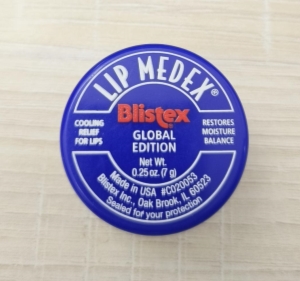 LIP MEDEX®
Blistex
COOLING
RELIEF
FOR LIPS
GLOBAL
EDITION
RESTORES
MOISTURE
BALANCE
Net Wt.
0.25 oz. (7 g)
Made in USA #C020053
Blistex Inc., Oak Brook, IL 60523
Sealed for your protection